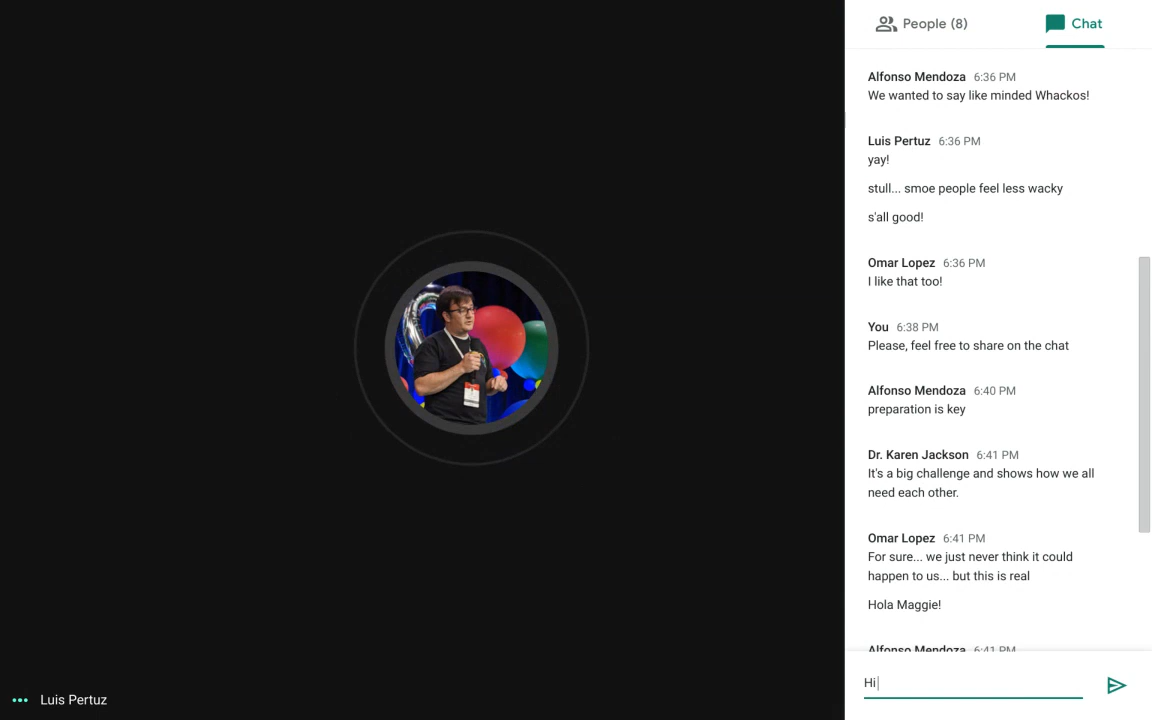 People (8)
Chat
Alfonso Mendoza 6:36 PM
We wanted to say like minded Whackos!
Luis Pertuz 6:36 PM
yay!
stull... smoe people feel less wacky
s'all good!
Omar Lopez 6:36 PM
I like that too!
You 6:38 PM
Please, feel free to share on the chat
Alfonso Mendoza 6:40 PM
preparation is key
Dr. Karen Jackson 6:41 PM
It's a big challenge and shows how we all
need each other.
Omar Lopez 6:41 PM
For sure... we just never think it could
happen to us... but this is real
Hola Maggie!
Alfonso Mendoza 6:41 PM
Hi
Luis Pertuz